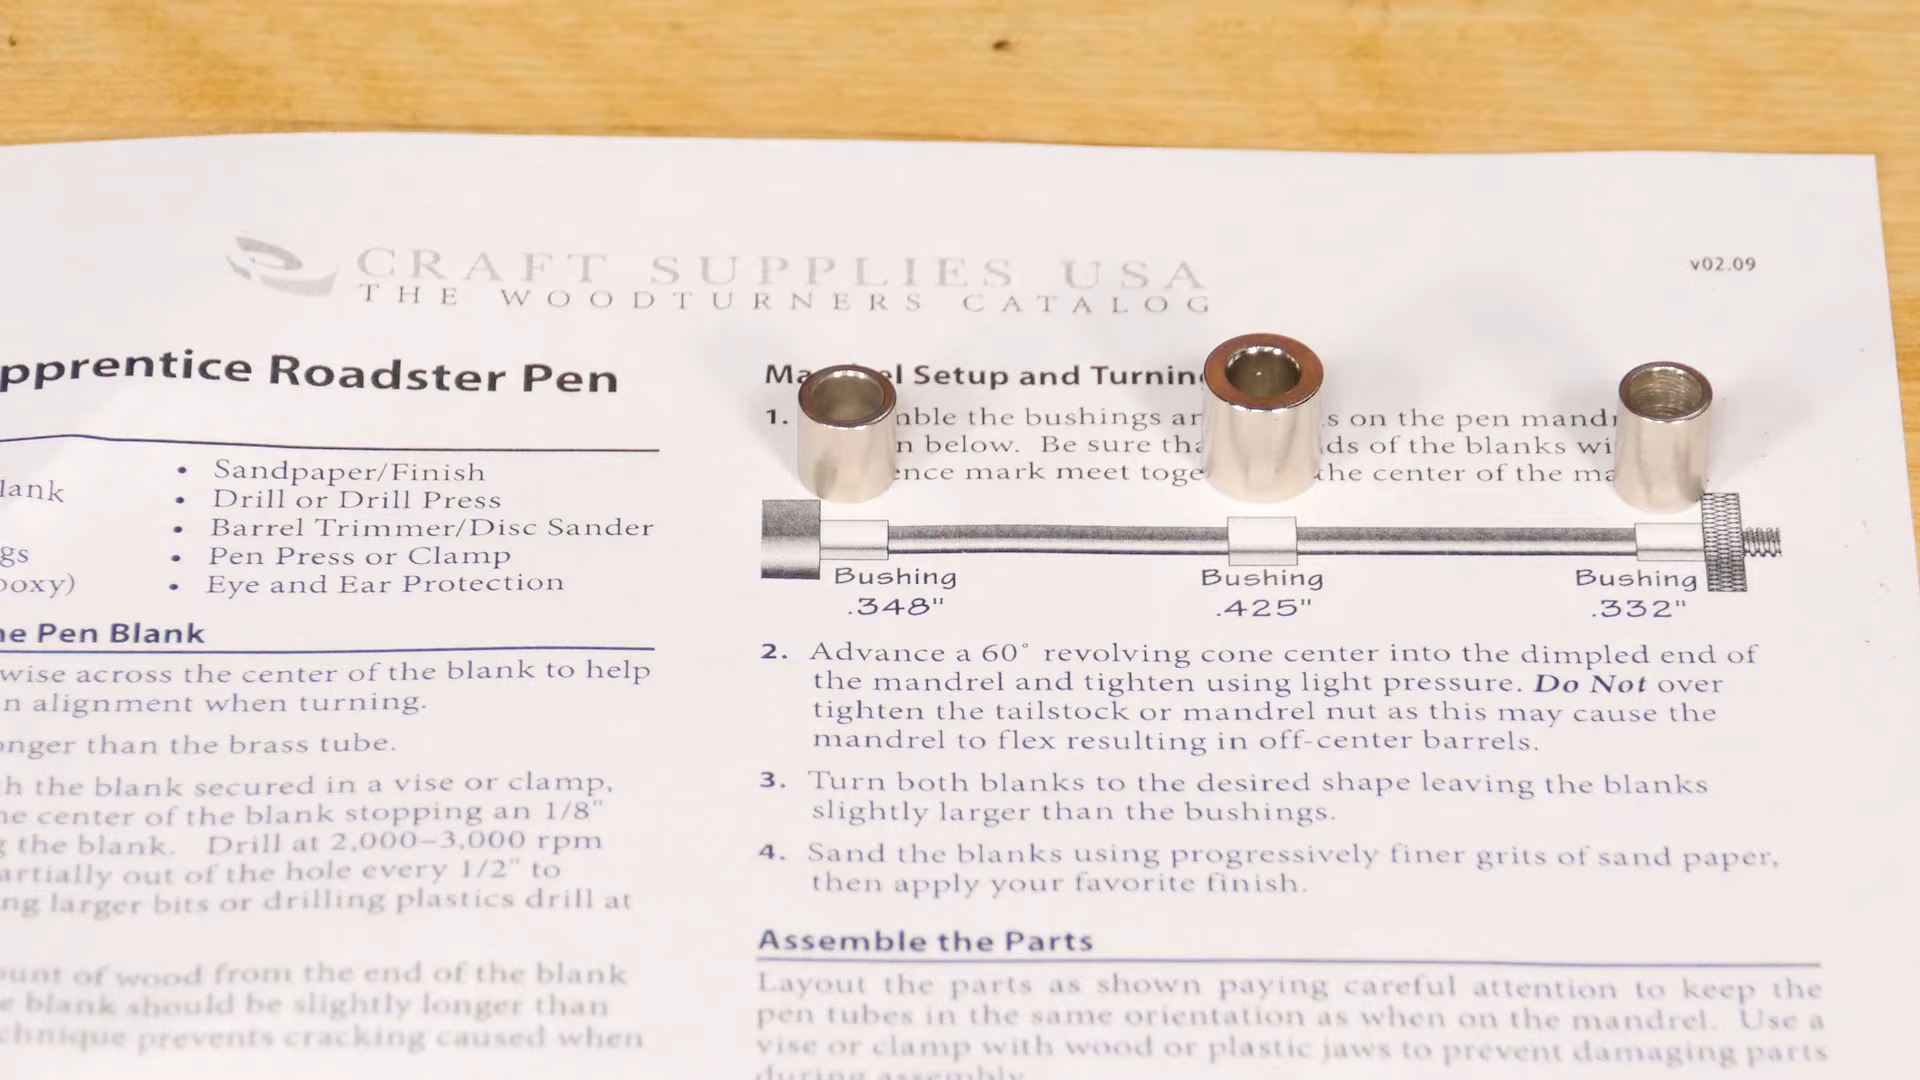 CRAFT SUPPLIES USA
THE WOODTURNERS CATALOG
v02.09
pprentice Roadster Pen
lank
gs
oxy)
• Sandpaper/Finish
• Drill or Drill Press
• Barrel Trimmer/Disc Sander
• Pen Press or Clamp
• Eye and Ear Protection
he Pen Blank
wise across the center of the blank to help
n alignment when turning.
onger than the brass tube.
h the blank secured in a vise or clamp,
he center of the blank stopping an 1/8"
g the blank. Drill at 2,000–3,000 rpm
artially out of the hole every 1/2" to
ng larger bits or drilling plastics drill at
ount of wood from the end of the blank
e blank should be slightly longer than
chnique prevents cracking caused when
Ma el Setup and Turnin
1. mble the bushings an s on the pen mandr
n below. Be sure tha ds of the blanks wi
ence mark meet toge the center of the ma
Bushing Bushing Bushing
.348" .425" .332"
2. Advance a 60° revolving cone center into the dimpled end of
the mandrel and tighten using light pressure. Do Not over
tighten the tailstock or mandrel nut as this may cause the
mandrel to flex resulting in off-center barrels.
3. Turn both blanks to the desired shape leaving the blanks
slightly larger than the bushings.
4. Sand the blanks using progressively finer grits of sand paper,
then apply your favorite finish.
Assemble the Parts
Layout the parts as shown paying careful attention to keep the
pen tubes in the same orientation as when on the mandrel. Use a
vise or clamp with wood or plastic jaws to prevent damaging parts
during assembly.